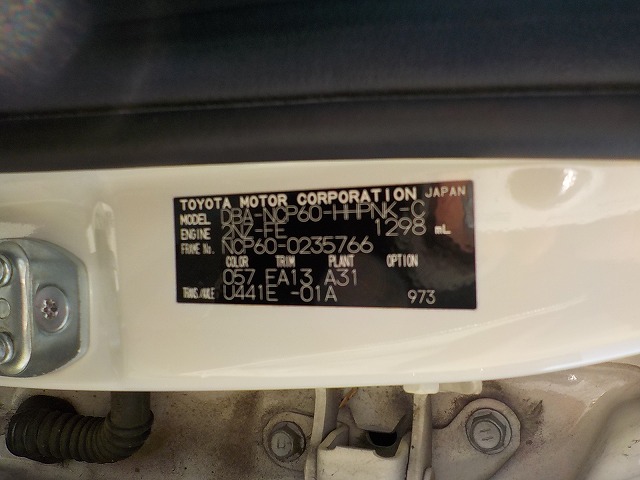 TOYOTA MOTOR CORPORATION JAPAN
MODEL DBA-NCP60-HHPNK-C
ENGINE 2NZ-FE 1298 mL
FRAME No. NCP60-0235766
COLOR TRIM PLANT OPTION
057 FA13 A31
TRANS./AXLE U441E -01A 973